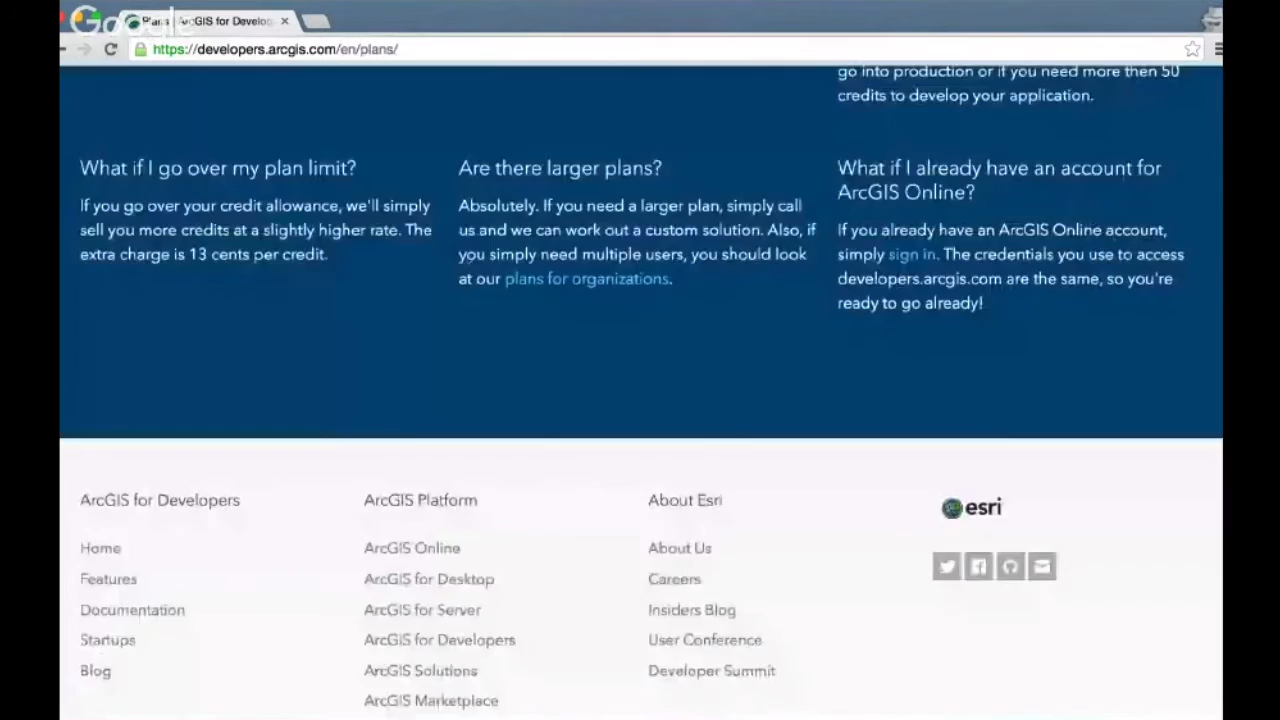 Google
Plans | ArcGIS for Develop
https://developers.arcgis.com/en/plans/
go into production or if you need more then 50
credits to develop your application.
What if I go over my plan limit?
If you go over your credit allowance, we'll simply
sell you more credits at a slightly higher rate. The
extra charge is 13 cents per credit.
Are there larger plans?
Absolutely. If you need a larger plan, simply call
us and we can work out a custom solution. Also, if
you simply need multiple users, you should look
at our plans for organizations.
What if I already have an account for
ArcGIS Online?
If you already have an ArcGIS Online account,
simply sign in. The credentials you use to access
developers.arcgis.com are the same, so you're
ready to go already!
ArcGIS for Developers
Home
Features
Documentation
Startups
Blog
ArcGIS Platform
ArcGIS Online
ArcGIS for Desktop
ArcGIS for Server
ArcGIS for Developers
ArcGIS Solutions
ArcGIS Marketplace
About Esri
About Us
Careers
Insiders Blog
User Conference
Developer Summit
esri